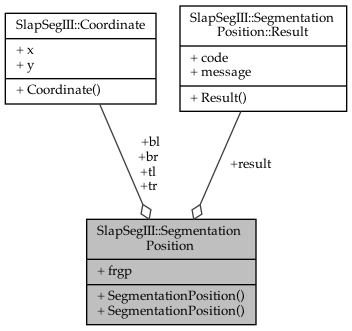 SlapSegIII::Coordinate
+ x
+ y
+ Coordinate()
SlapSegIII::Segmentation
Position::Result
+ code
+ message
+ Result()
+bl
+br
+tl
+tr
+result
SlapSegIII::Segmentation
Position
+ frgp
+ SegmentationPosition()
+ SegmentationPosition()